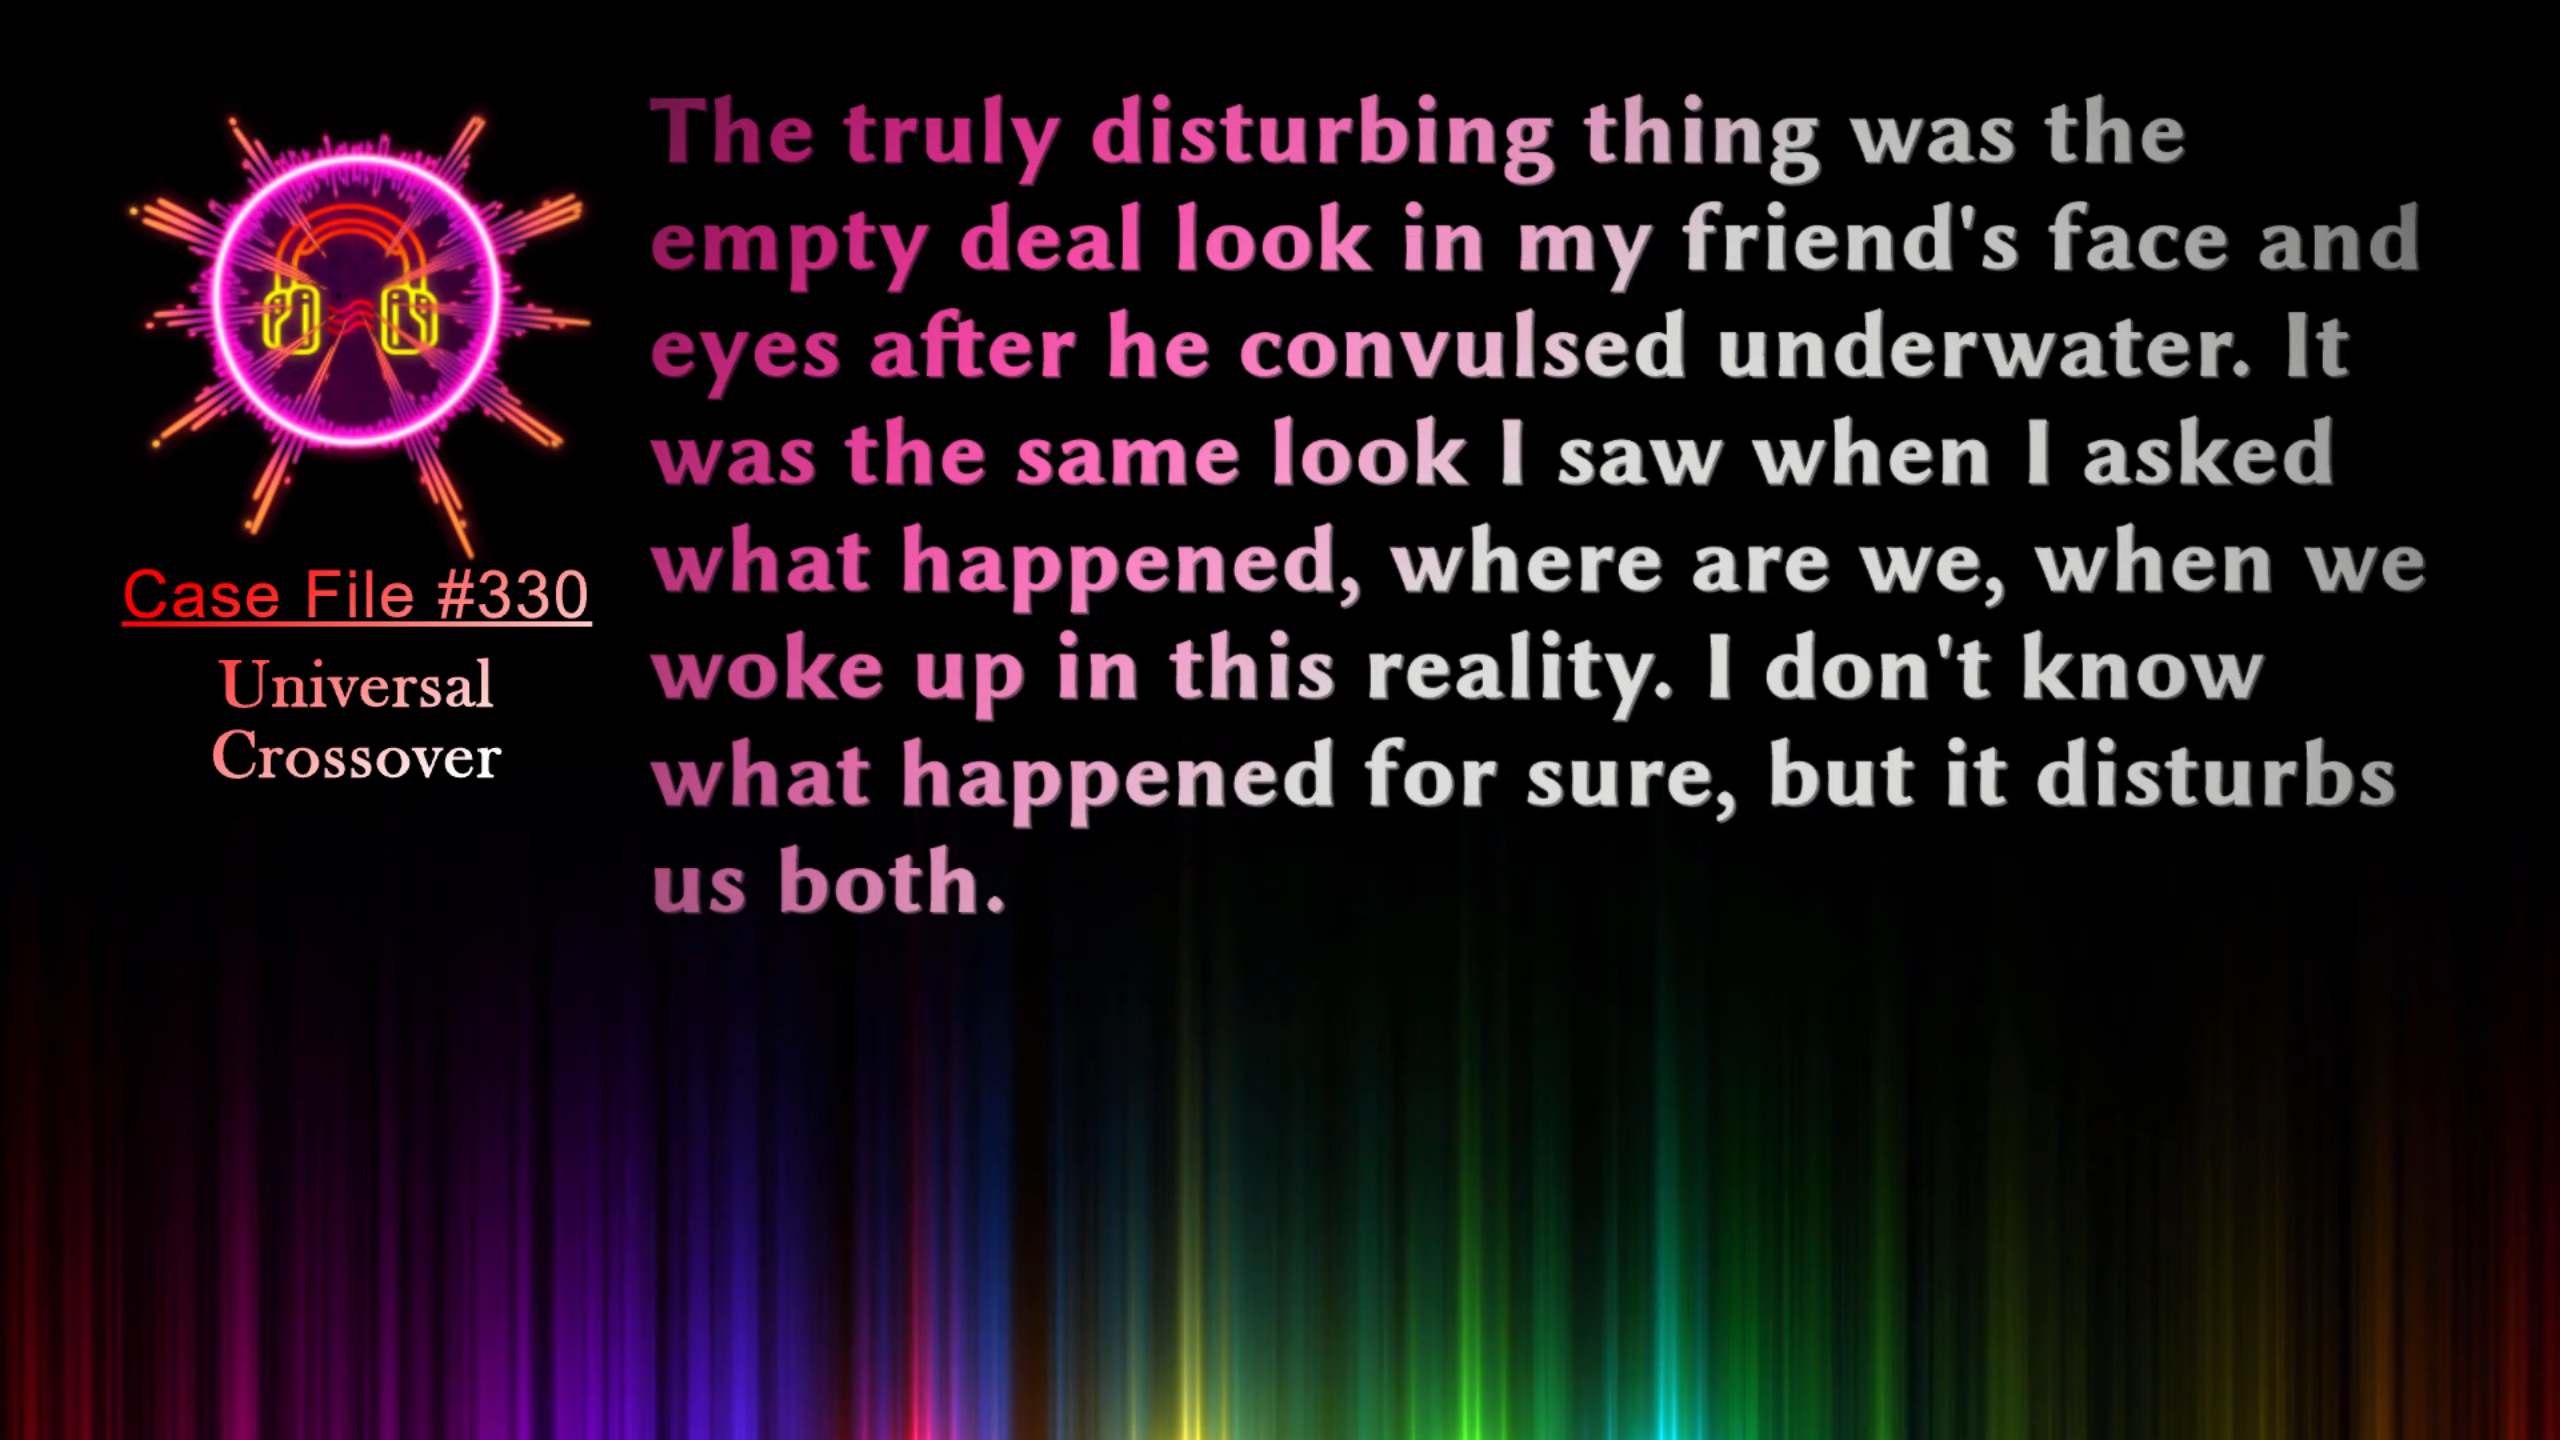 Case File #330
Universal
Crossover
The truly disturbing thing was the
empty deal look in my friend's face and
eyes after he convulsed underwater. It
was the same look I saw when I asked
what happened, where are we, when we
woke up in this reality. I don't know
what happened for sure, but it disturbs
us both.